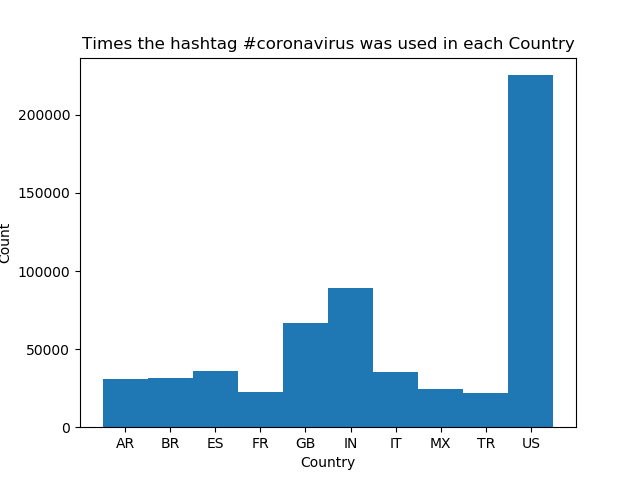 Times the hashtag #coronavirus was used in each Country
200000
150000
100000
50000
0
Count
AR BR ES FR GB IN IT MX TR US
Country